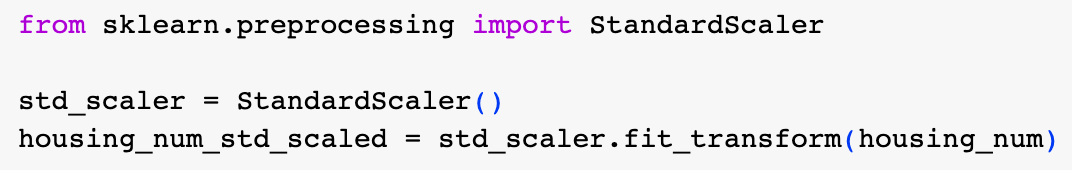 from sklearn.preprocessing import StandardScaler
std_scaler = StandardScaler()
housing_num_std_scaled = std_scaler.fit_transform(housing_num)